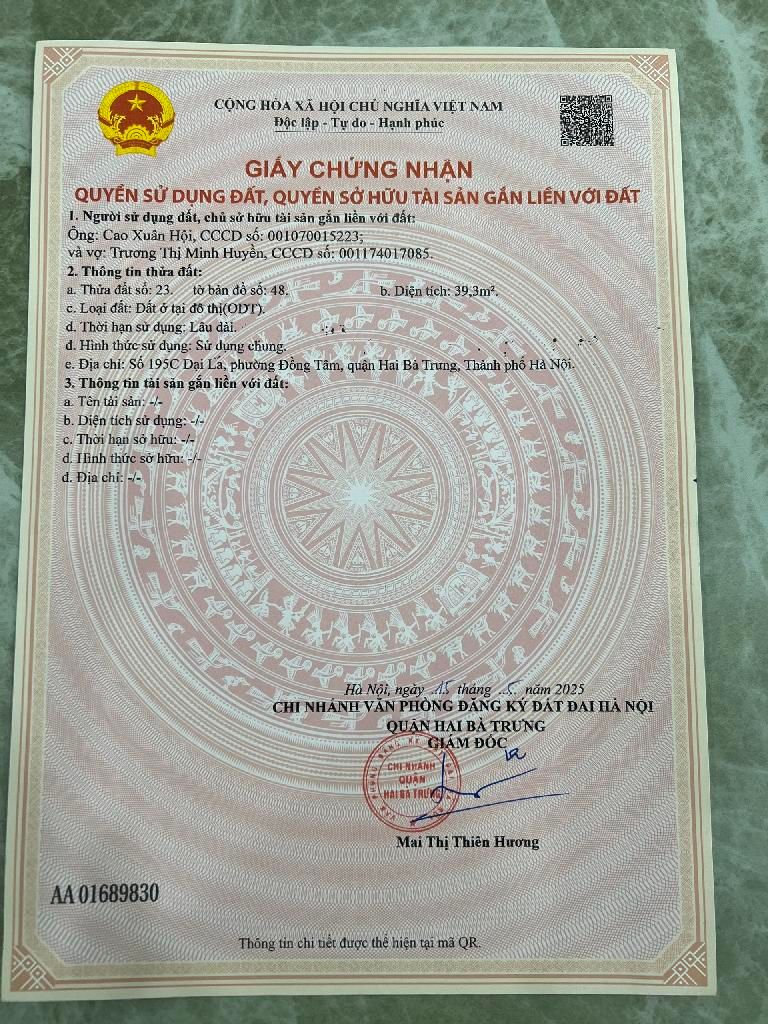 CỘNG HÒA XÃ HỘI CHỦ NGHĨA VIỆT NAM
Độc lập - Tự do - Hạnh phúc
GIẤY CHỨNG NHẬN
QUYỀN SỬ DỤNG ĐẤT, QUYỀN SỞ HỮU TÀI SẢN GẮN LIỀN VỚI ĐẤT
1. Người sử dụng đất, chủ sở hữu tài sản gắn liền với đất:
Ông: Cao Xuân Hội, CCCD số: 001070015223;
và vợ: Trương Thị Minh Huyền, CCCD số: 001174017085.
2. Thông tin thửa đất:
a. Thửa đất số: 23. tờ bản đồ số: 48. b. Diện tích: 39,3m².
c. Loại đất: Đất ở tại đô thị(ODT).
d. Thời hạn sử dụng: Lâu dài.
đ. Hình thức sử dụng: Sử dụng chung.
e. Địa chỉ: Số 195C Đại La, phường Đồng Tâm, quận Hai Bà Trưng, Thành phố Hà Nội.
3. Thông tin tài sản gắn liền với đất:
a. Tên tài sản: -/-
b. Diện tích sử dụng: -/-
c. Thời hạn sở hữu: -/-
d. Hình thức sở hữu: -/-
đ. Địa chỉ: -/-
Hà Nội, ngày 15 tháng 5 năm 2025
CHI NHÁNH VĂN PHÒNG ĐĂNG KÝ ĐẤT ĐAI HÀ NỘI
QUẬN HAI BÀ TRƯNG
GIÁM ĐỐC
CHI NHÁNH
QUẬN
HAI BÀ TRƯNG
Mai Thị Thiên Hương
AA 01689830
Thông tin chi tiết được thể hiện tại mã QR.